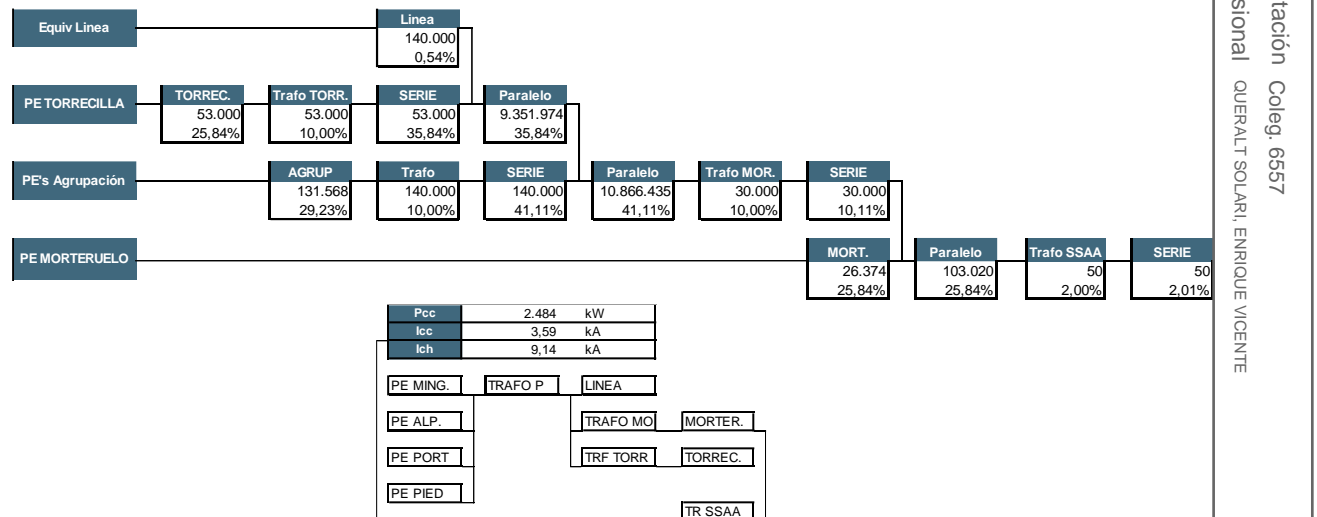 Equiv Linea
Linea
140.000
0,54%
PE TORRECILLA
TORREC.
53.000
25,84%
Trafo TORR.
53.000
10,00%
SERIE
53.000
35,84%
Paralelo
9.351.974
35,84%
PE's Agrupación
AGRUP
131.568
29,23%
Trafo
140.000
10,00%
SERIE
140.000
41,11%
Paralelo
10.866.435
41,11%
Trafo MOR.
30.000
10,00%
SERIE
30.000
10,11%
PE MORTERUELO
MORT.
26.374
25,84%
Paralelo
103.020
25,84%
Trafo SSAA
50
2,00%
SERIE
50
2,01%
Pcc 2.484 kW
Icc 3,59 kA
Ich 9,14 kA
PE MING. TRAFO P LINEA
PE ALP. TRAFO MO MORTER.
PE PORT TRF TORR TORREC.
PE PIED
TR SSAA
tación Coleg. 6557
sional QUERALT SOLARI, ENRIQUE VICENTE